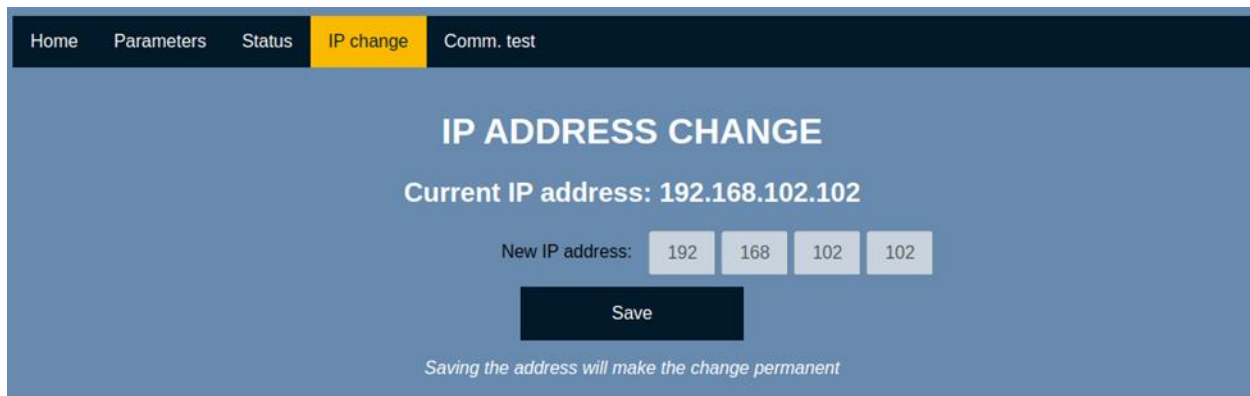 Home Parameters Status IP change Comm. test
IP ADDRESS CHANGE
Current IP address: 192.168.102.102
New IP address: 192 168 102 102
Save
Saving the address will make the change permanent